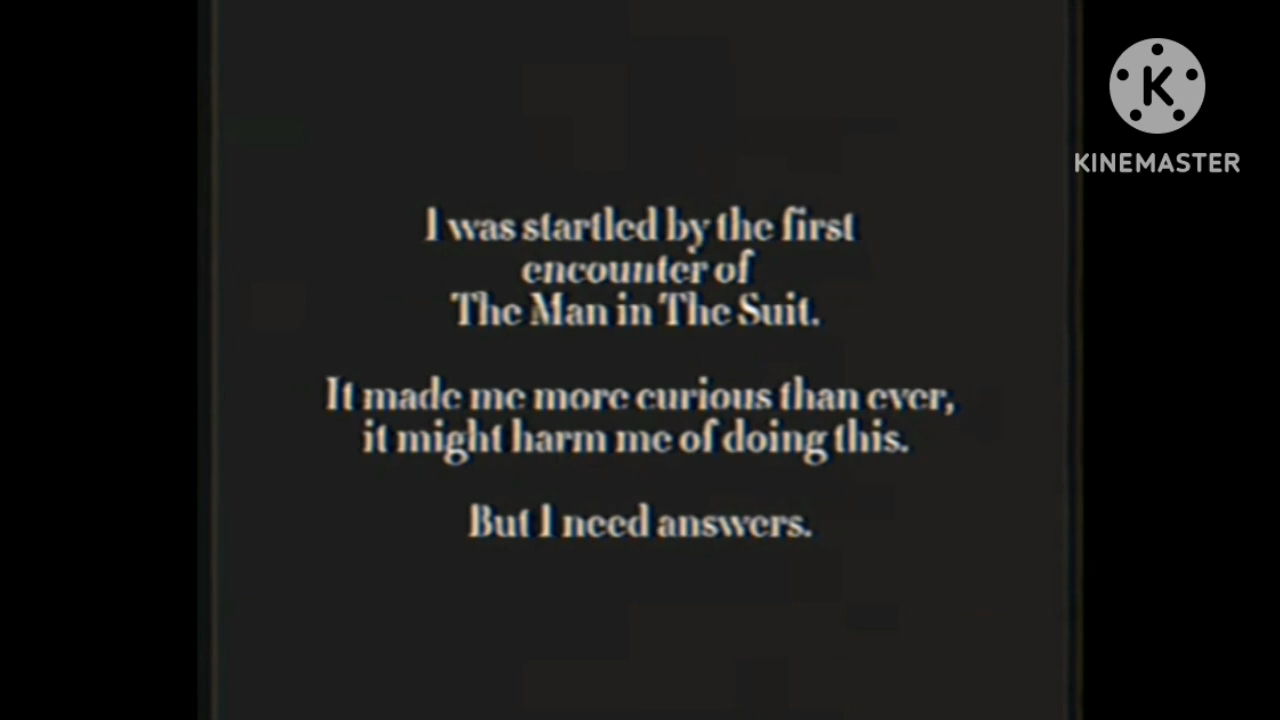 K
KINEMASTER
I was startled by the first
encounter of
The Man in The Suit.
It made me more curious than ever,
it might harm me of doing this.
But I need answers.